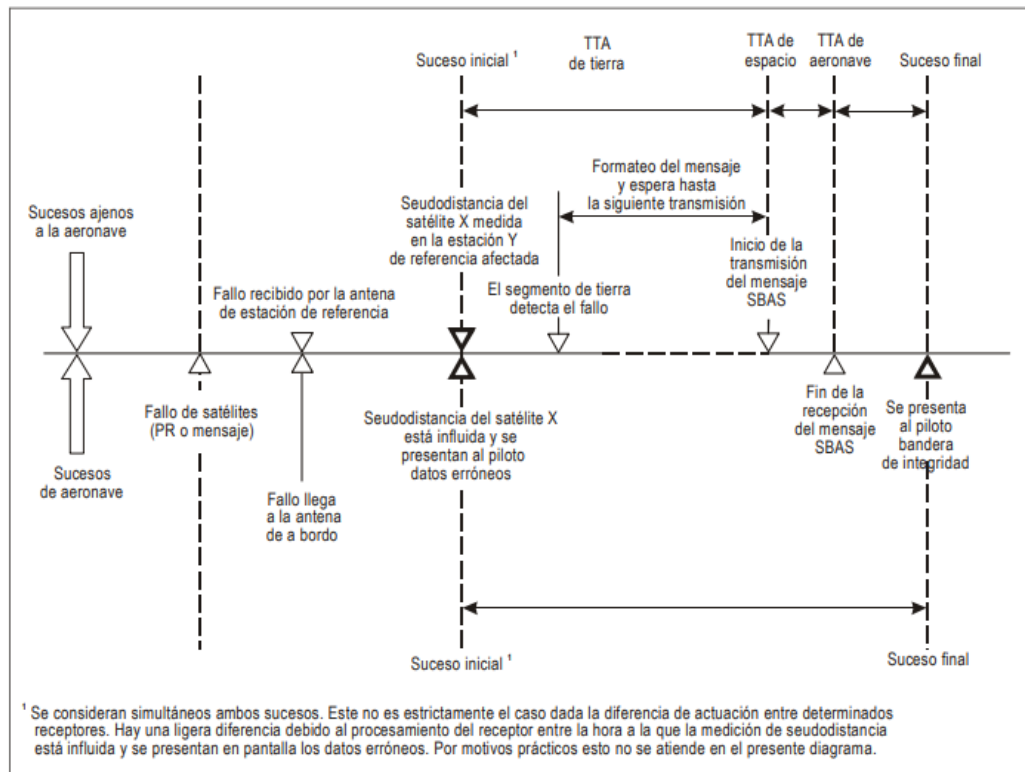 Suceso inicial ¹
TTA
de tierra
TTA de
espacio
TTA de
aeronave
Suceso final
Formateo del mensaje
y espera hasta
la siguiente transmisión
Sucesos ajenos
a la aeronave
Seudodistancia del
satélite X medida
en la estación Y
de referencia afectada
Inicio de la
transmisión
del mensaje
SBAS
Fallo recibido por la antena
de estación de referencia
El segmento de tierra
detecta el fallo
Fallo de satélites
(PR o mensaje)
Seudodistancia del satélite X
está influida y se
presentan al piloto
datos erróneos
Fin de la
recepción
del mensaje
SBAS
Se presenta
al piloto
bandera
de integridad
Sucesos
de aeronave
Fallo llega
a la antena
de a bordo
Suceso inicial ¹
Suceso final
¹ Se consideran simultáneos ambos sucesos. Este no es estrictamente el caso dada la diferencia de actuación entre determinados
receptores. Hay una ligera diferencia debido al procesamiento del receptor entre la hora a la que la medición de seudodistancia
está influida y se presentan en pantalla los datos erróneos. Por motivos prácticos esto no se atiende en el presente diagrama.